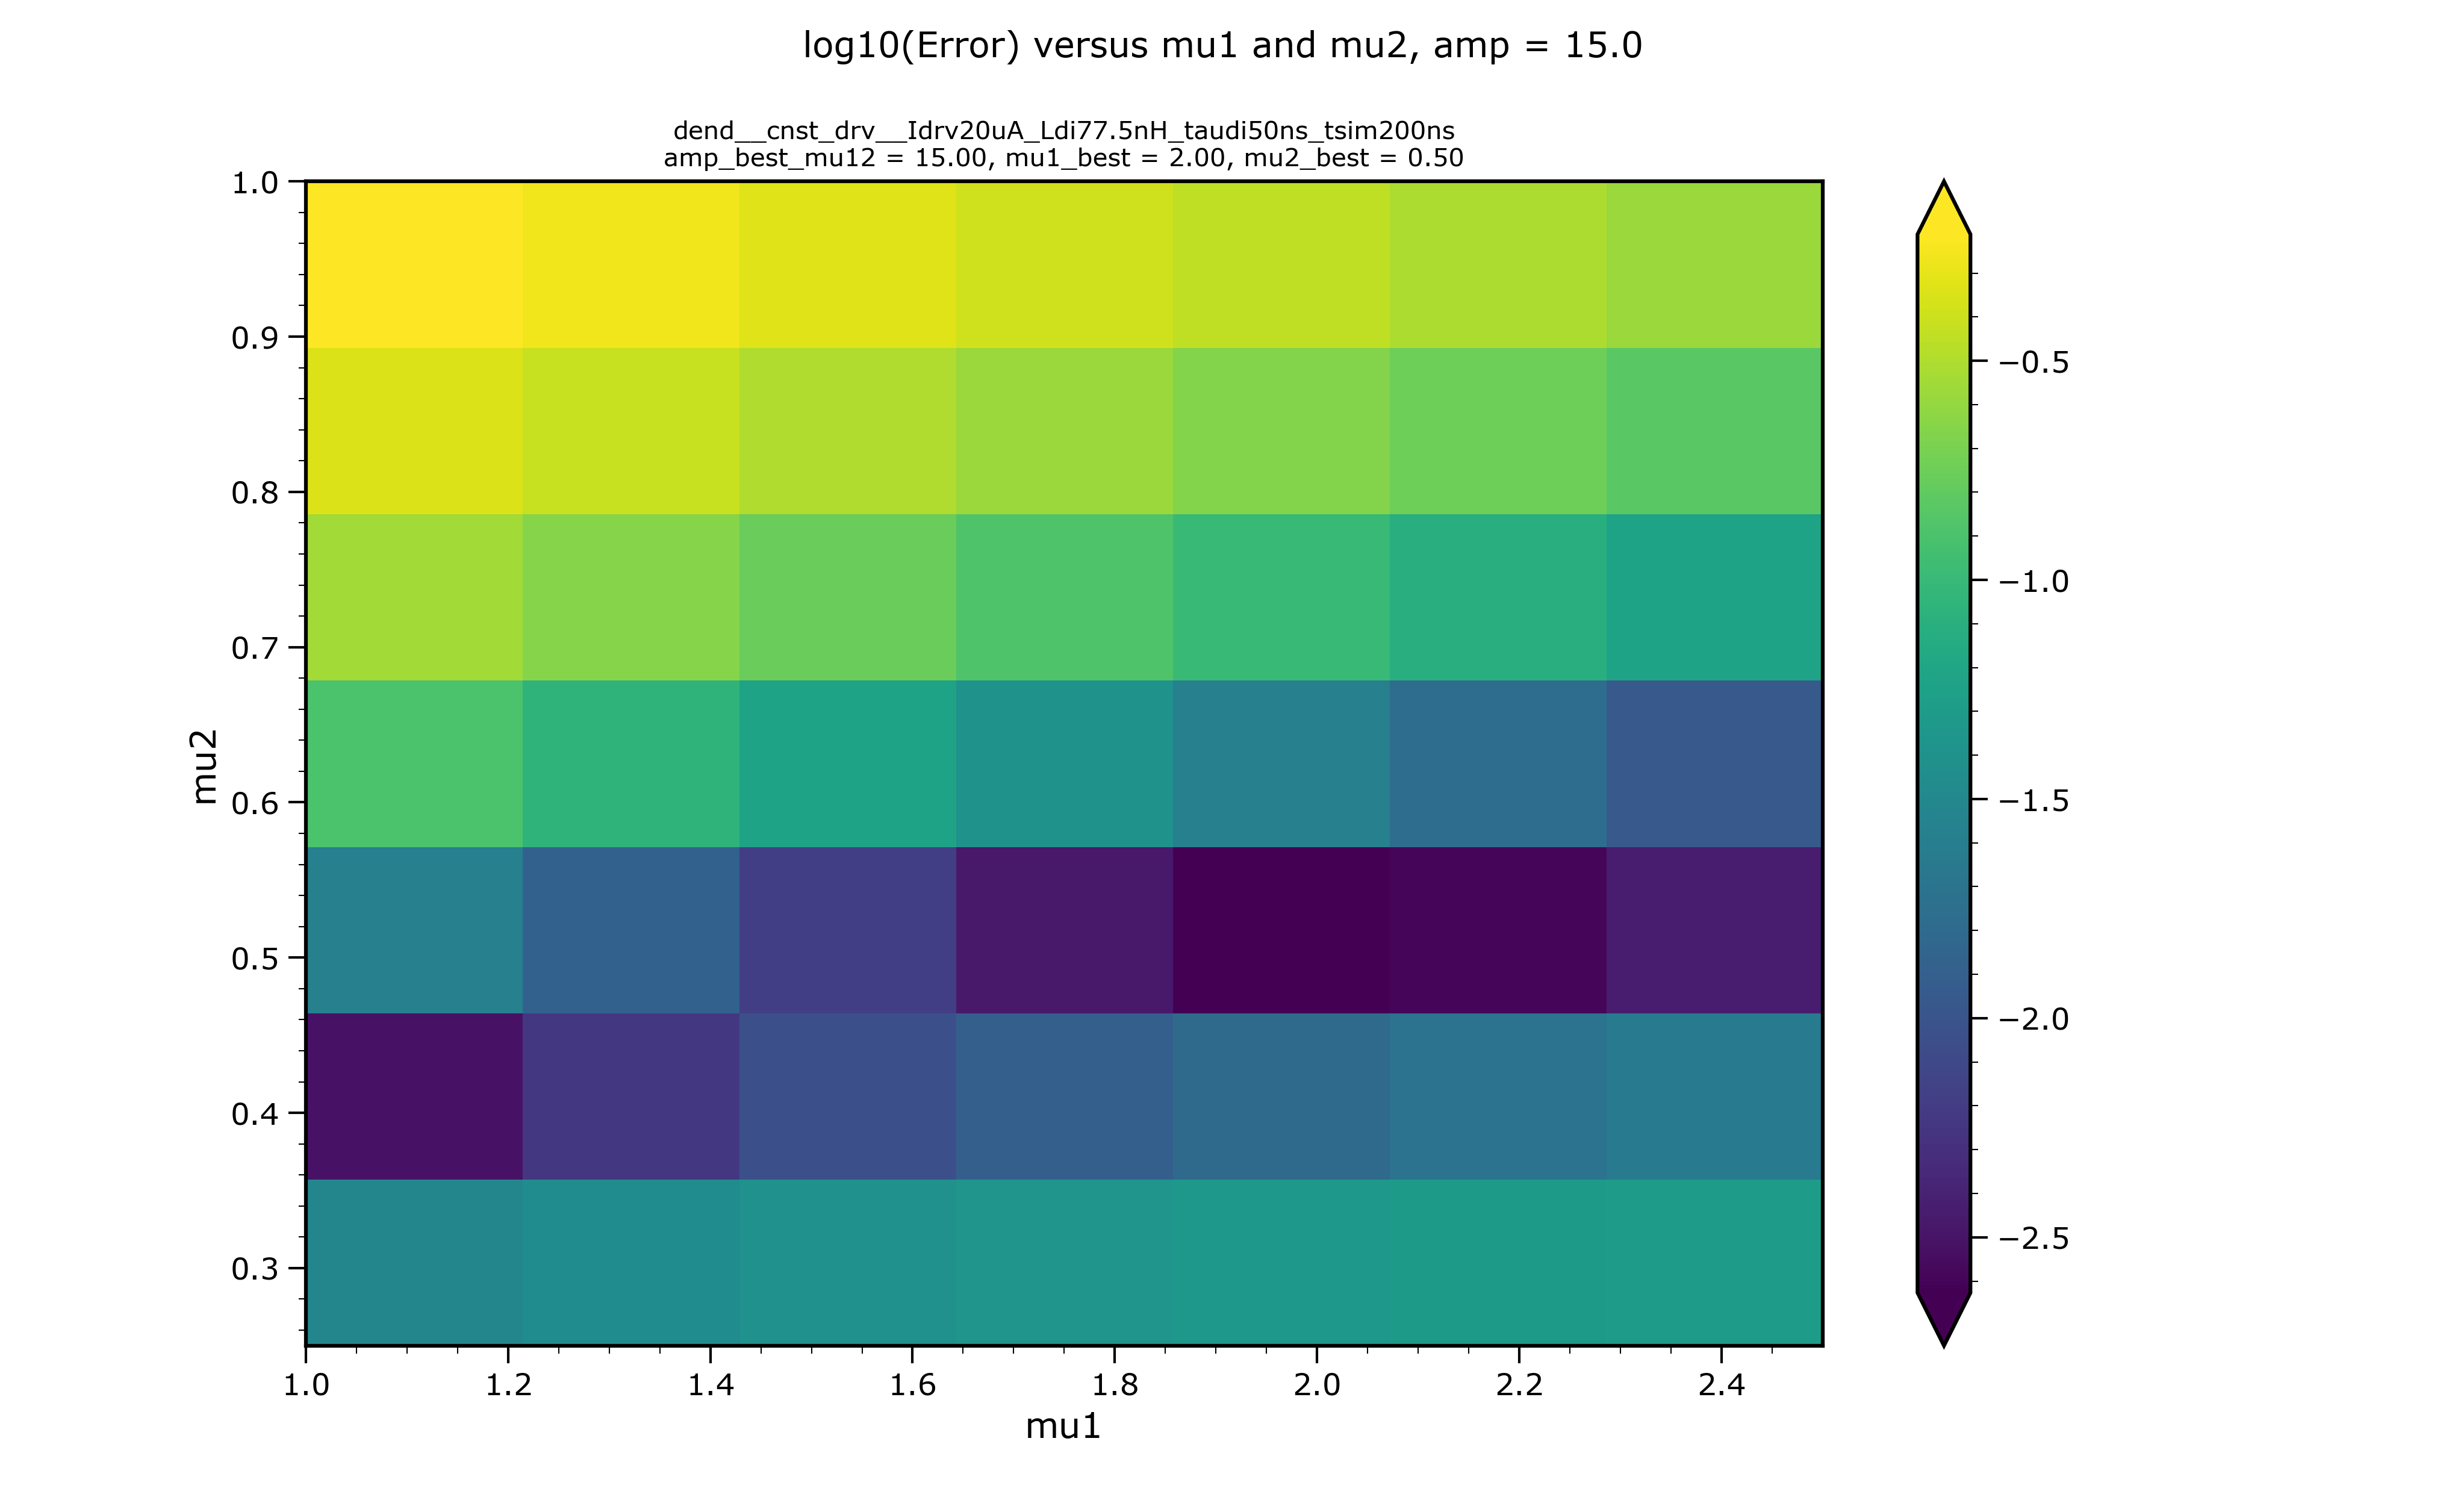 log10(Error) versus mu1 and mu2, amp = 15.0
dend__cnst_drv__Idrv20uA_Ldi77.5nH_taudi50ns_tsim200ns
amp_best_mu12 = 15.00, mu1_best = 2.00, mu2_best = 0.50
1.0
0.9
0.8
0.7
0.6
0.5
0.4
0.3
mu2
1.0 1.2 1.4 1.6 1.8 2.0 2.2 2.4
mu1
−0.5
−1.0
−1.5
−2.0
−2.5